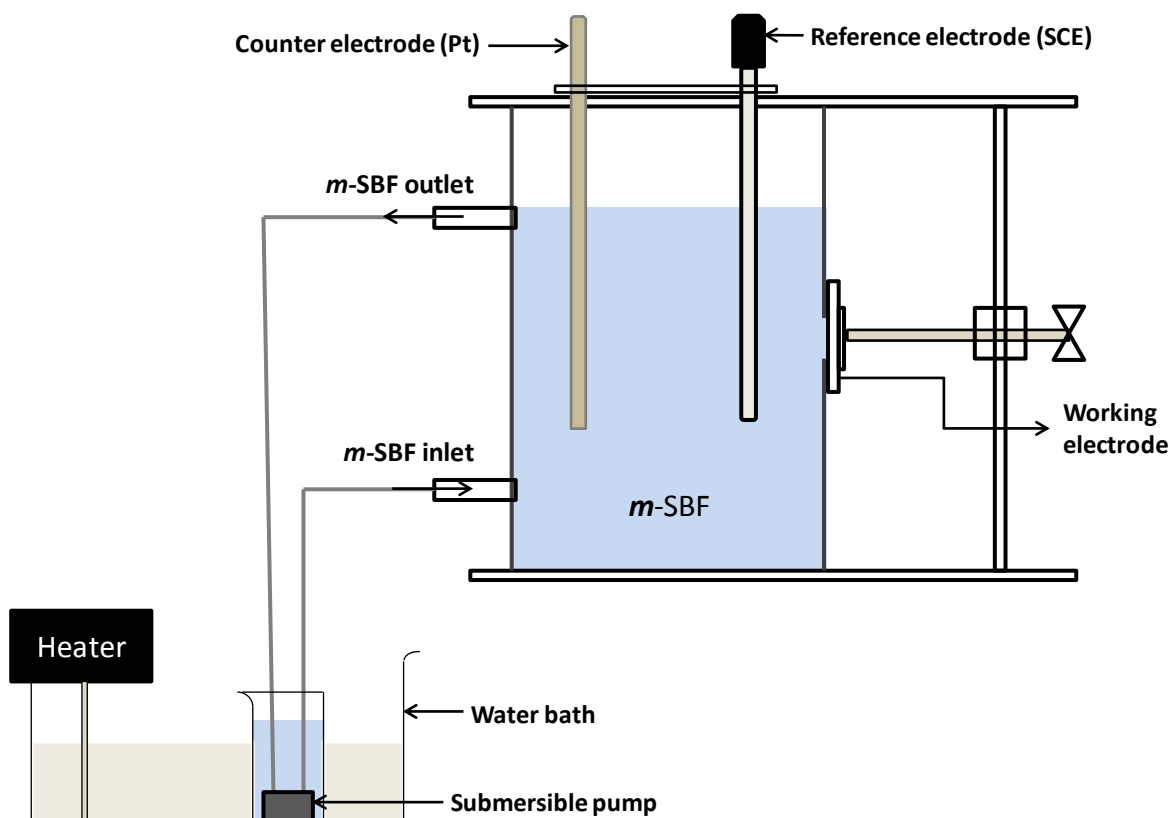 Counter electrode (Pt)
Reference electrode (SCE)
m-SBF outlet
m-SBF inlet
m-SBF
Working
electrode
Heater
Water bath
Submersible pump